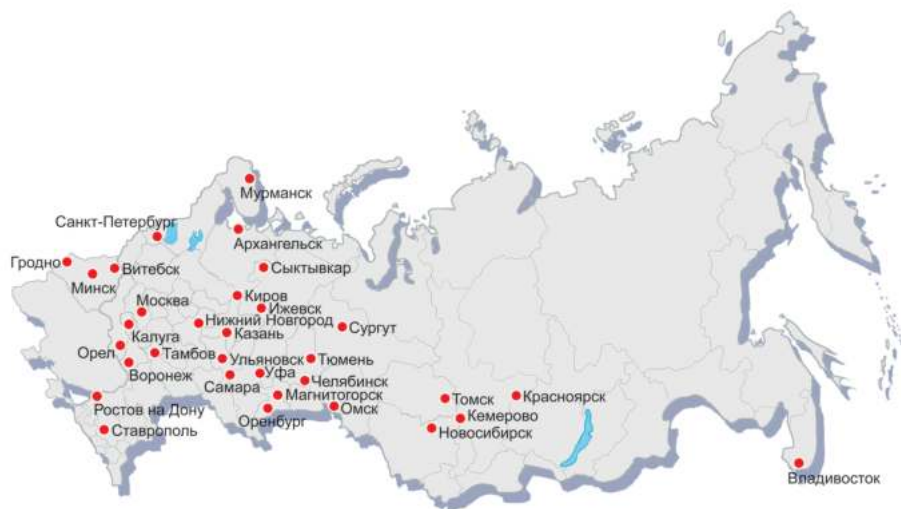 Мурманск
Санкт-Петербург
Архангельск
Гродно
Витебск
Сыктывкар
Минск
Москва
Киров
Ижевск
Нижний Новгород
Сургут
Калуга
Казань
Орел
Тамбов
Ульяновск
Тюмень
Воронеж
Уфа
Самара
Челябинск
Магнитогорск
Томск
Красноярск
Ростов на Дону
Оренбург
Омск
Кемерово
Ставрополь
Новосибирск
Владивосток